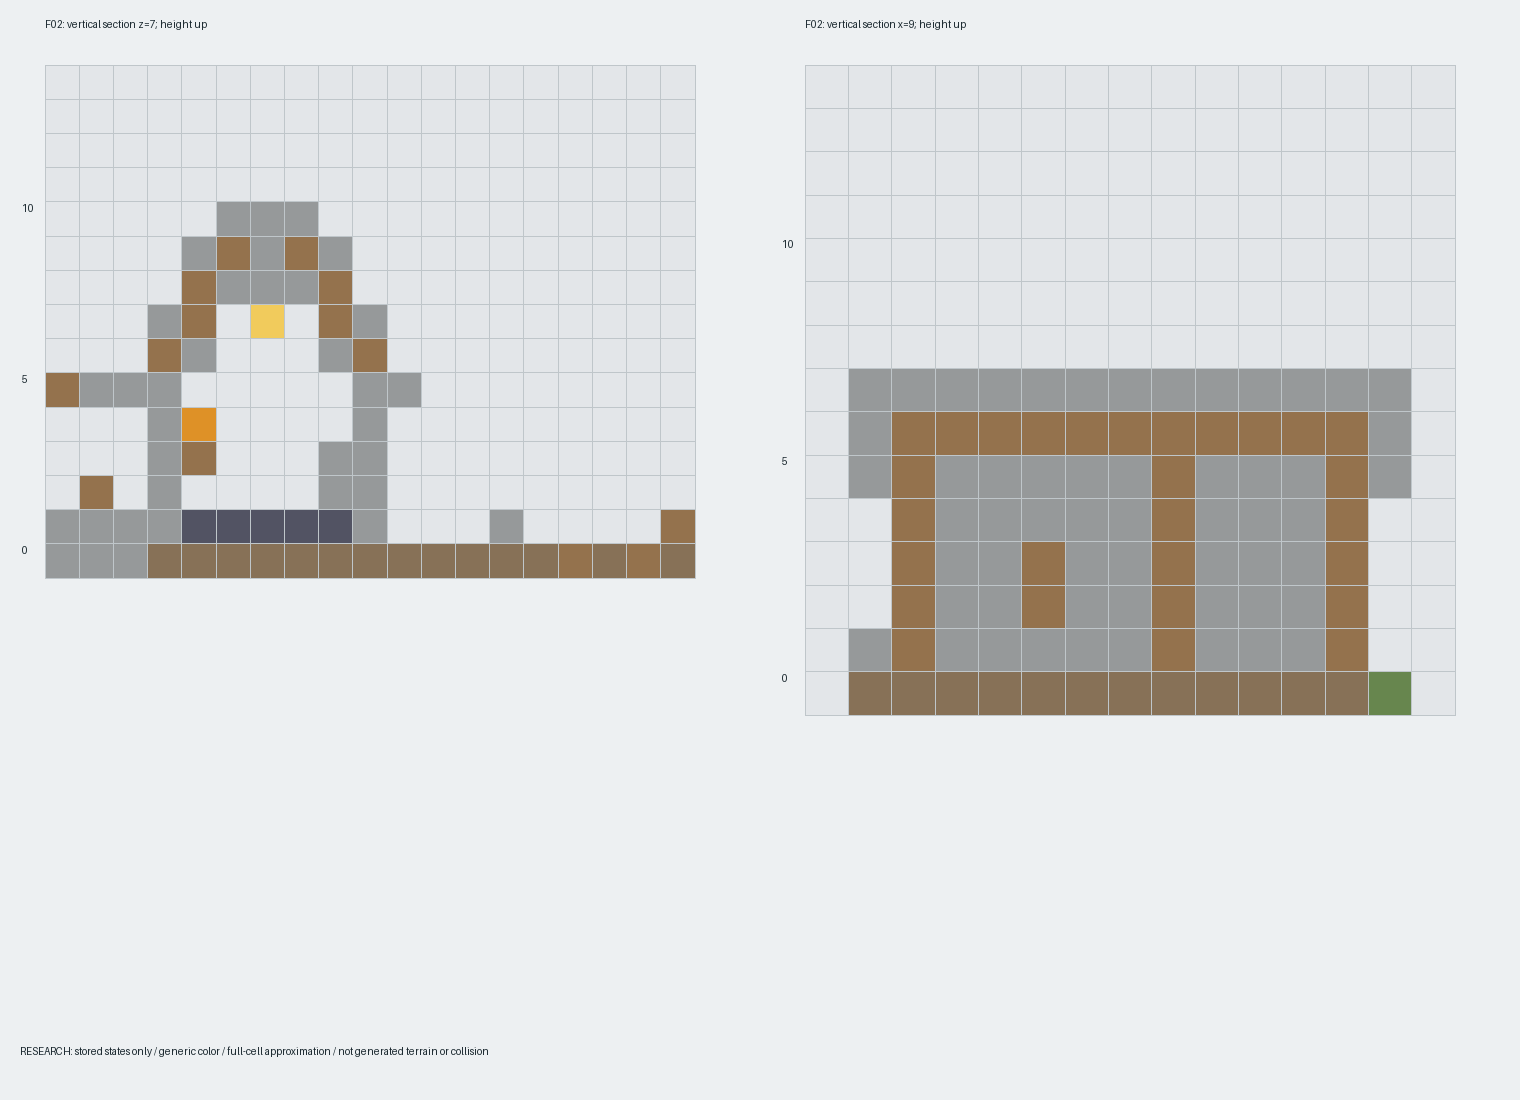 F02: vertical section z=7; height up
F02: vertical section x=9; height up
10
5
0
10
5
0
RESEARCH: stored states only / generic color / full-cell approximation / not generated terrain or collision